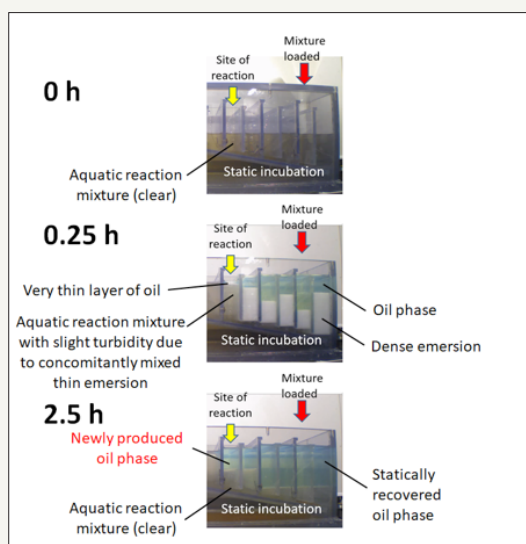 Mixture
loaded
Site of
reaction
0 h
Aquatic reaction
mixture (clear)
Static incubation
0.25 h
Site of
reaction
Mixture
loaded
Very thin layer of oil
Aquatic reaction mixture
with slight turbidity due
to concomitantly mixed
thin emersion
Oil phase
Dense emersion
Static incubation
2.5 h
Site of
reaction
Mixture
loaded
Newly produced
oil phase
Aquatic reaction
mixture (clear)
Statically
recovered
oil phase
Static incubation